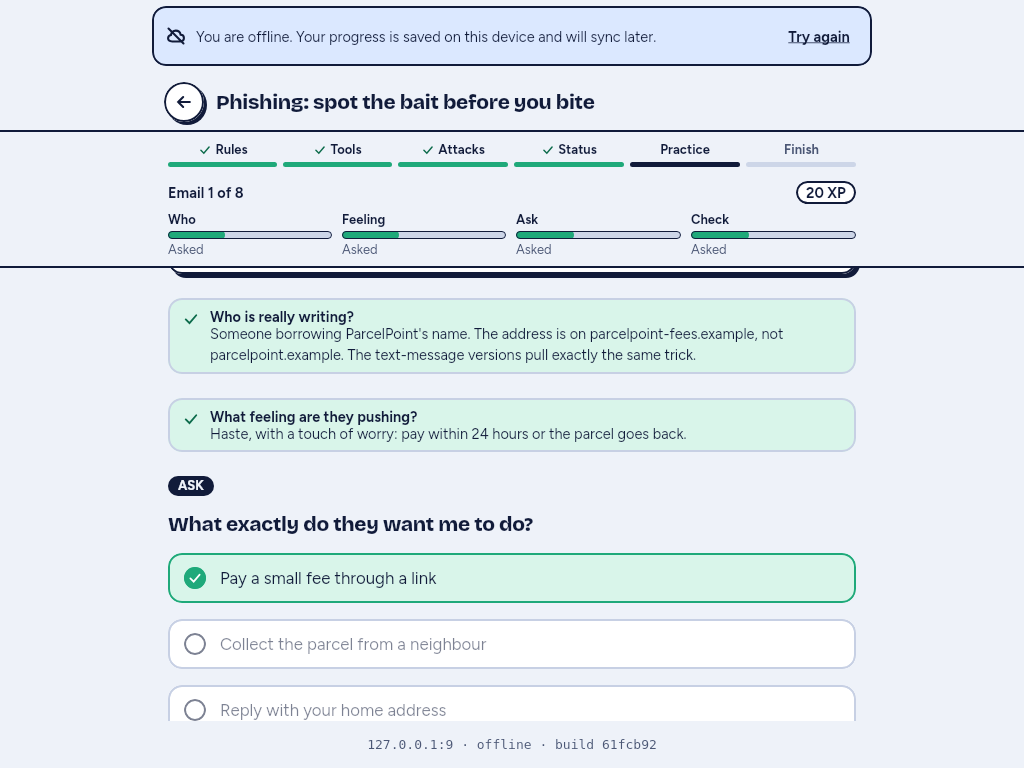 You are offline. Your progress is saved on this device and will sync later.
Try again
Phishing: spot the bait before you bite
Rules
Tools
Attacks
Status
Practice
Finish
Email 1 of 8
20 XP
Who
Feeling
Ask
Check
Asked
Asked
Asked
Asked
Who is really writing?
Someone borrowing ParcelPoint's name. The address is on parcelpoint-fees.example, not
parcelpoint.example. The text-message versions pull exactly the same trick.
What feeling are they pushing?
Haste, with a touch of worry: pay within 24 hours or the parcel goes back.
ASK
What exactly do they want me to do?
Pay a small fee through a link
Collect the parcel from a neighbour
Reply with your home address
127.0.0.1:9 · offline · build 61fcb92